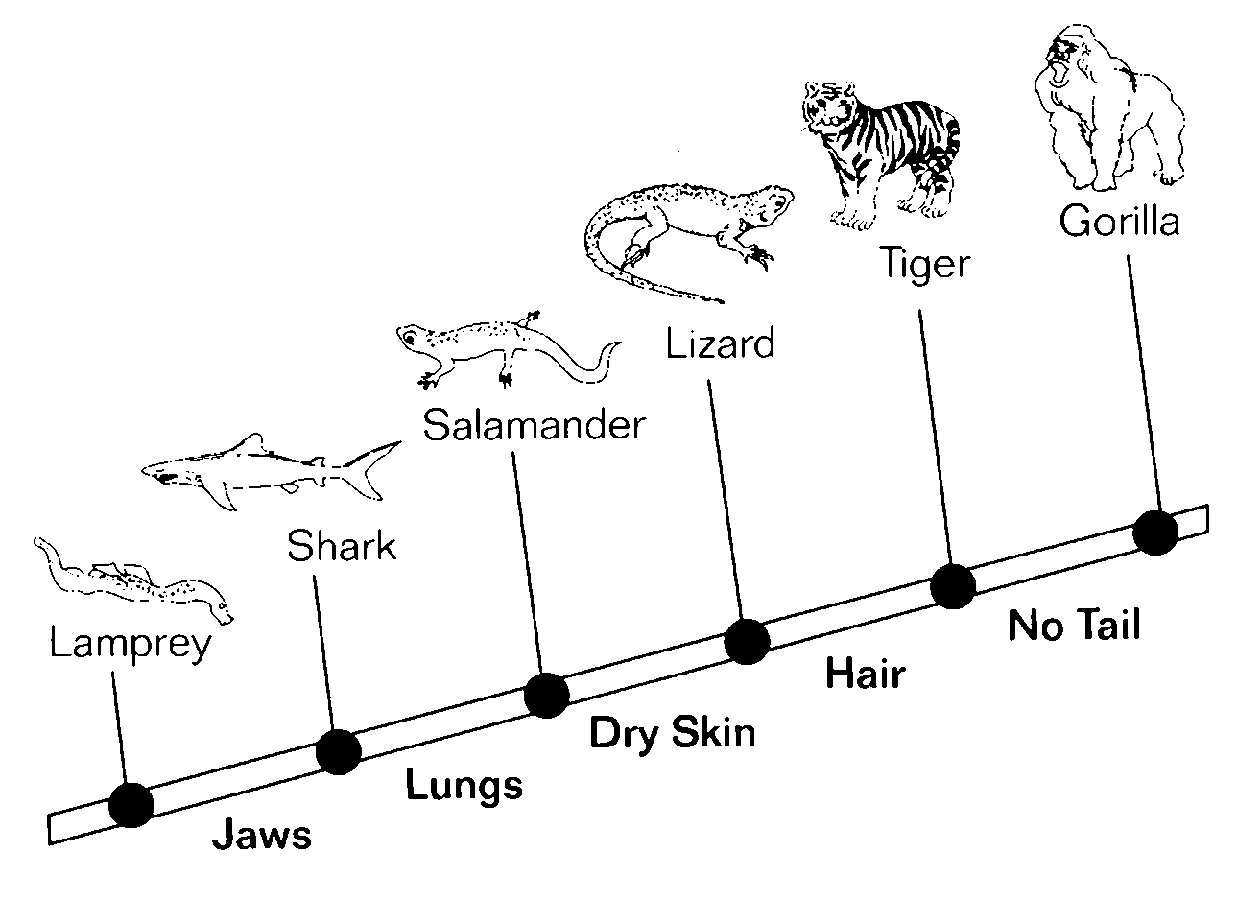 Gorilla
Tiger
Lizard
Salamander
Shark
Lamprey
No Tail
Hair
Dry Skin
Lungs
Jaws